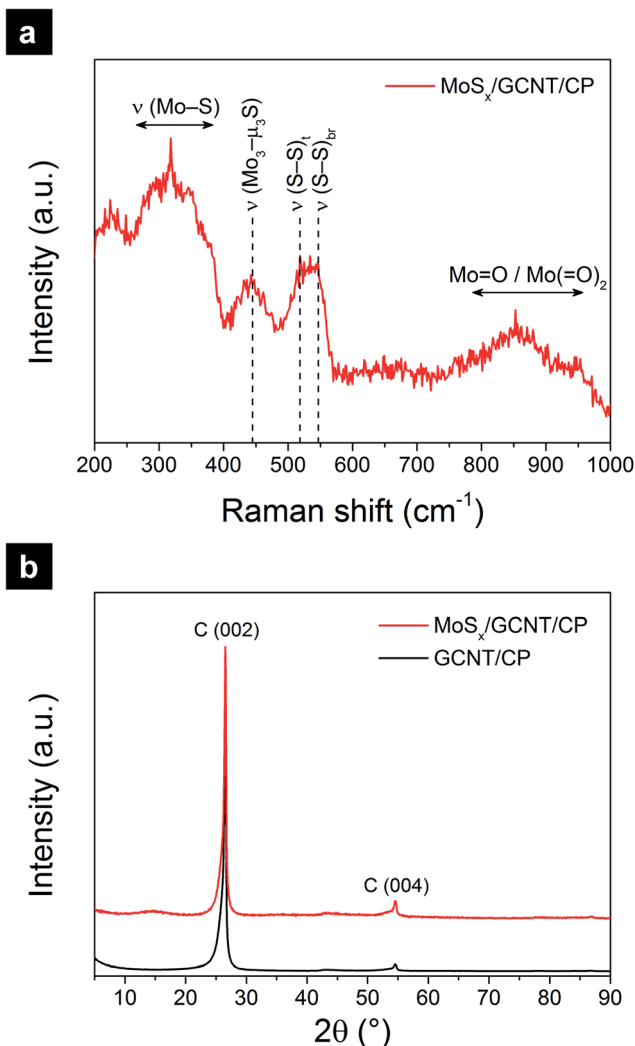 a
MoSₓ/GCNT/CP
ν (Mo–S)
ν (Mo₃–μ₃S)
ν (S–S)ₜ
ν (S–S)br
Mo=O / Mo(=O)₂
Intensity (a.u.)
200 300 400 500 600 700 800 900 1000
Raman shift (cm⁻¹)
b
C (002)
MoSₓ/GCNT/CP
GCNT/CP
C (004)
Intensity (a.u.)
10 20 30 40 50 60 70 80 90
2θ (°)